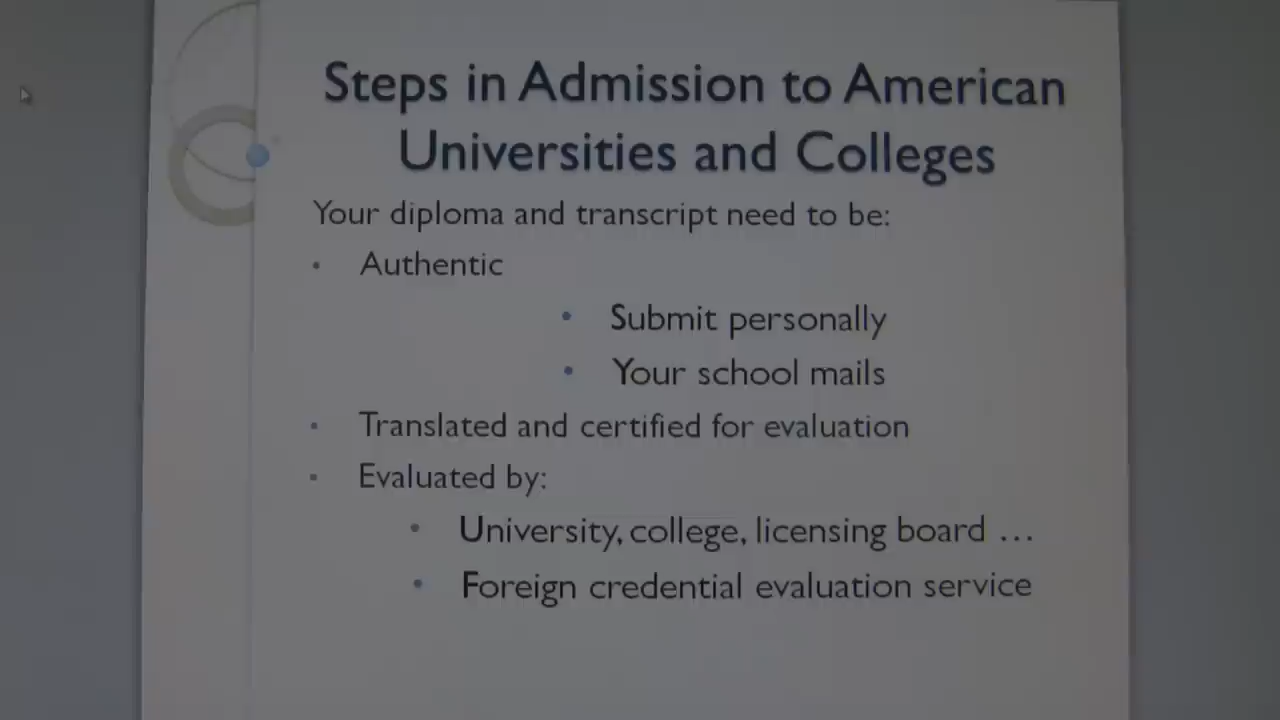 Steps in Admission to American
Universities and Colleges
Your diploma and transcript need to be:
• Authentic
• Submit personally
• Your school mails
• Translated and certified for evaluation
• Evaluated by:
• University, college, licensing board …
• Foreign credential evaluation service